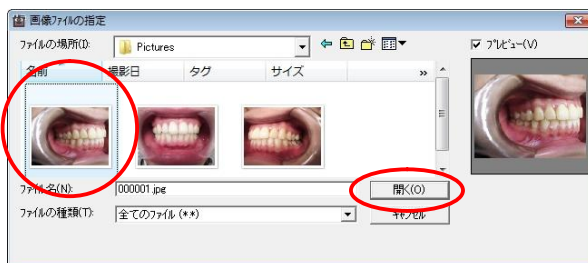 画像ファイルの指定
ファイルの場所(I):
Pictures
プレビュー(V)
名前
撮影日
タグ
サイズ
»
ファイル名(N):
000001.jpg
開く(O)
ファイルの種類(T):
全てのファイル (*.*)
キャンセル